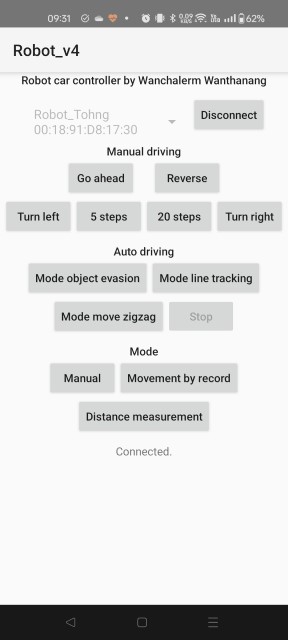 09:31
62%
Robot_v4
Robot car controller by Wanchalerm Wanthanang
Robot_Tohng
00:18:91:D8:17:30
Disconnect
Manual driving
Go ahead
Reverse
Turn left
5 steps
20 steps
Turn right
Auto driving
Mode object evasion
Mode line tracking
Mode move zigzag
Stop
Mode
Manual
Movement by record
Distance measurement
Connected.